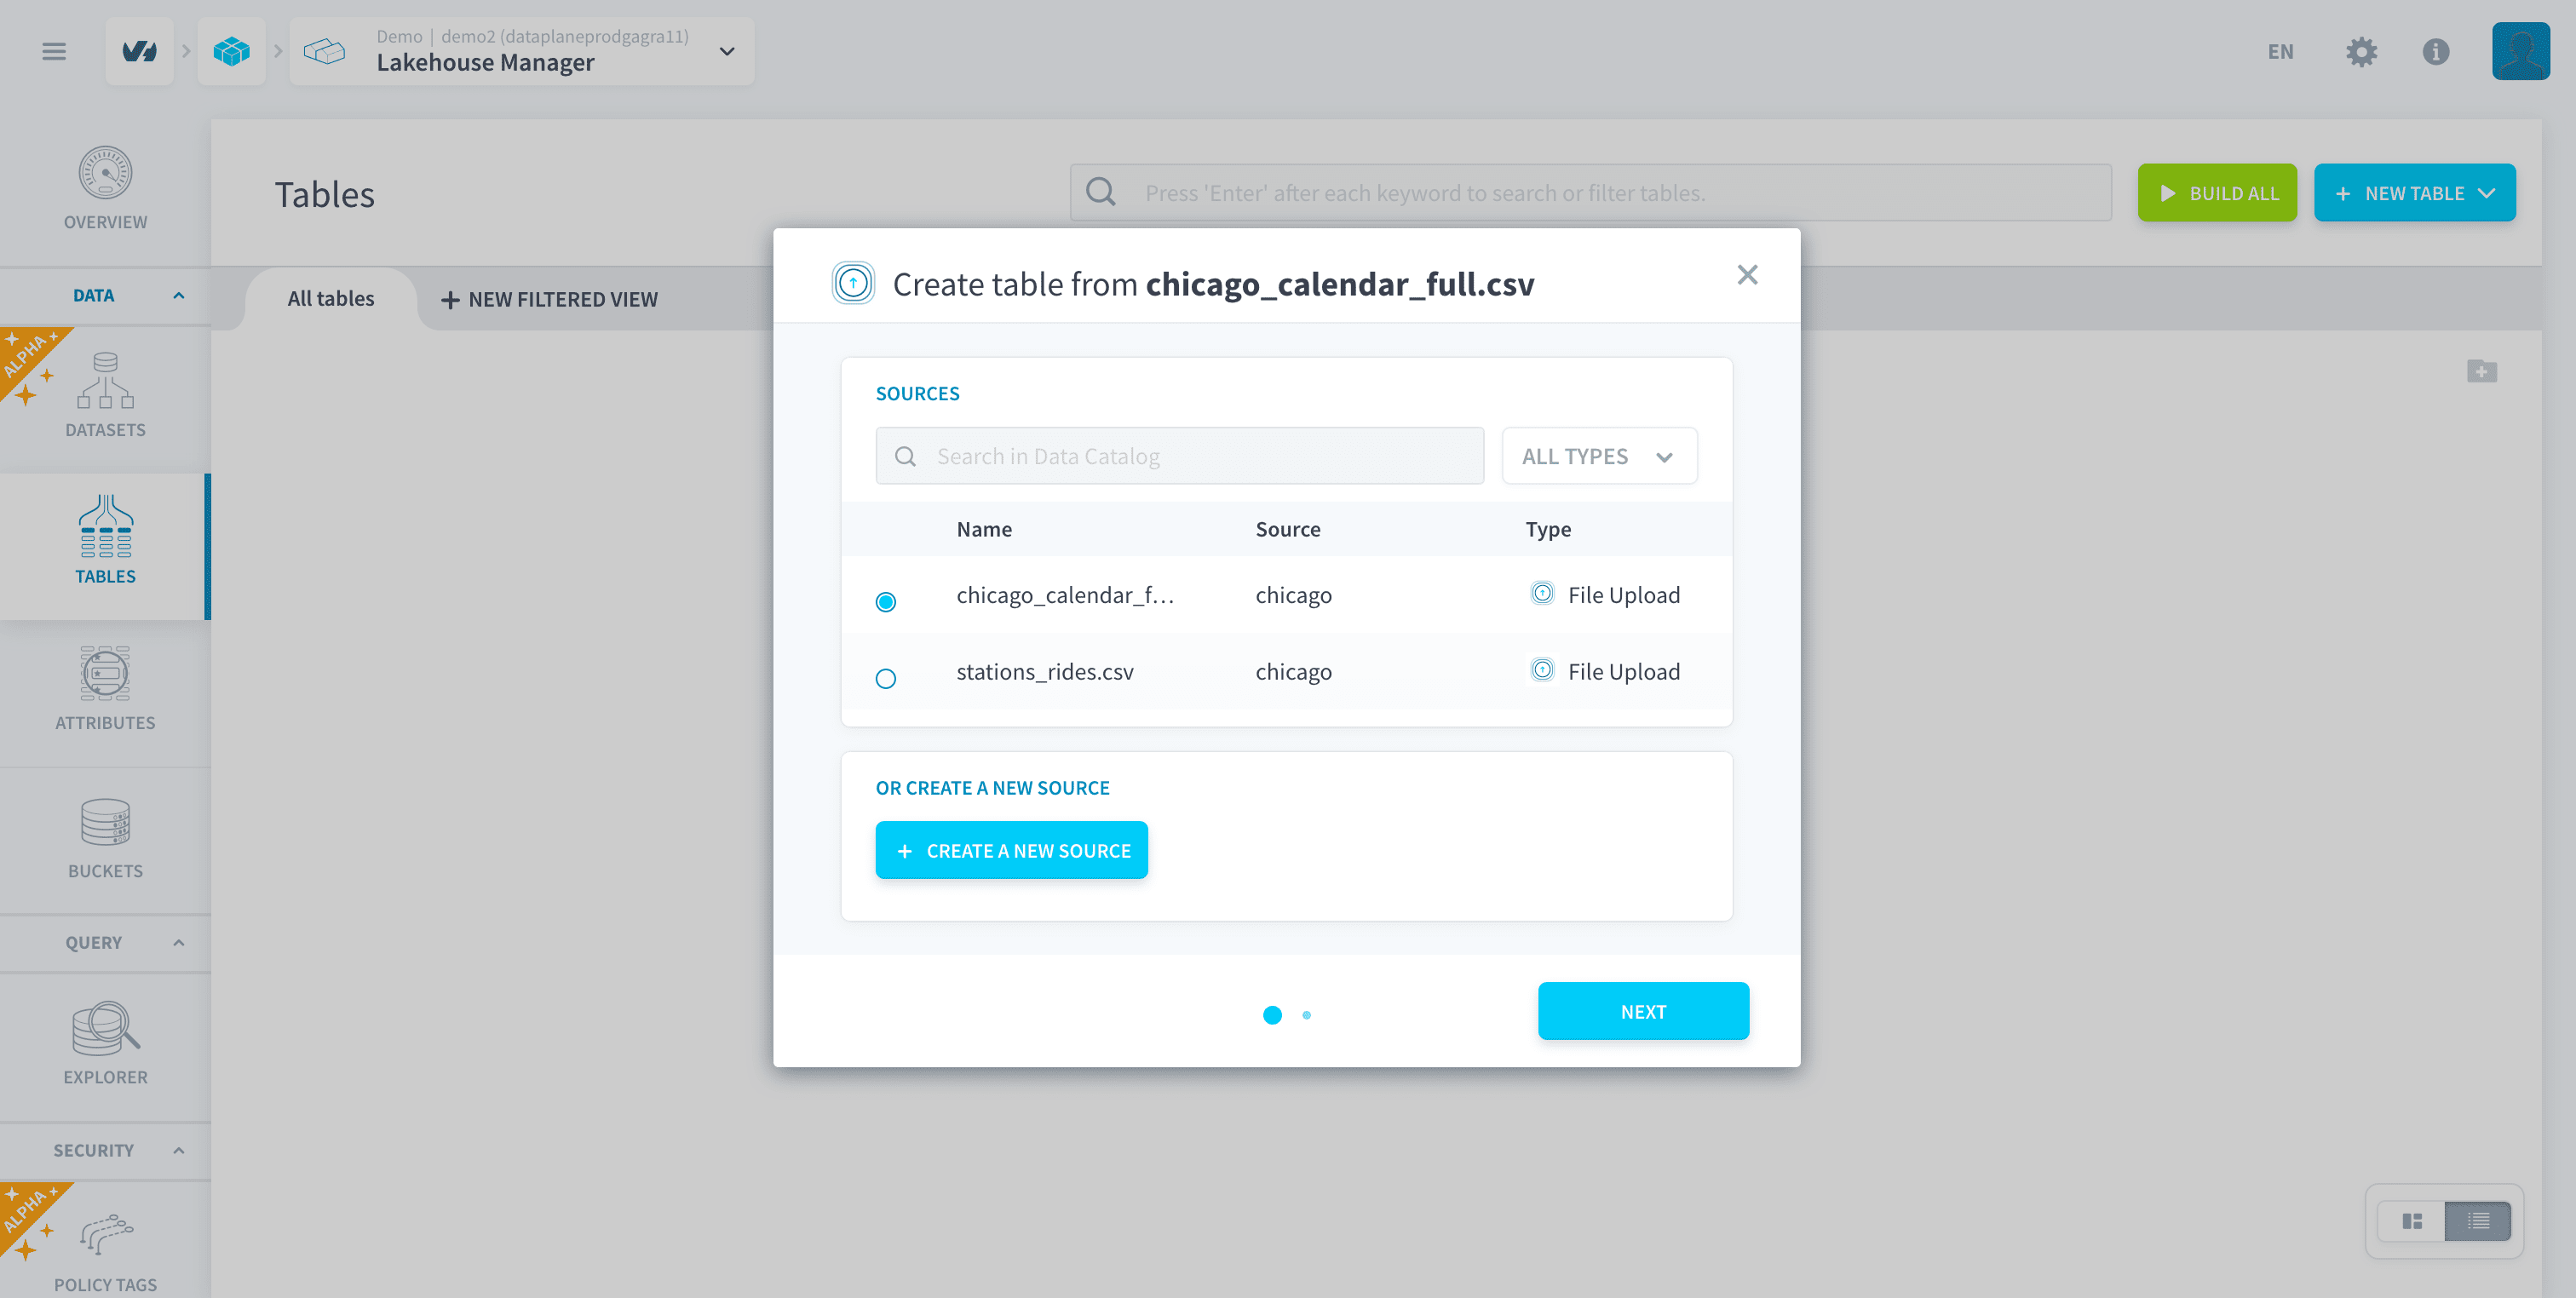 Demo | demo2 (dataplaneprodgagra11)
Lakehouse Manager
EN
OVERVIEW
DATA
ALPHA
DATASETS
TABLES
ATTRIBUTES
BUCKETS
QUERY
EXPLORER
SECURITY
ALPHA
POLICY TAGS
Tables
Press 'Enter' after each keyword to search or filter tables.
BUILD ALL
+ NEW TABLE
All tables
+ NEW FILTERED VIEW
Create table from chicago_calendar_full.csv
SOURCES
Search in Data Catalog
ALL TYPES
Name Source Type
chicago_calendar_f... chicago File Upload
stations_rides.csv chicago File Upload
OR CREATE A NEW SOURCE
+ CREATE A NEW SOURCE
NEXT